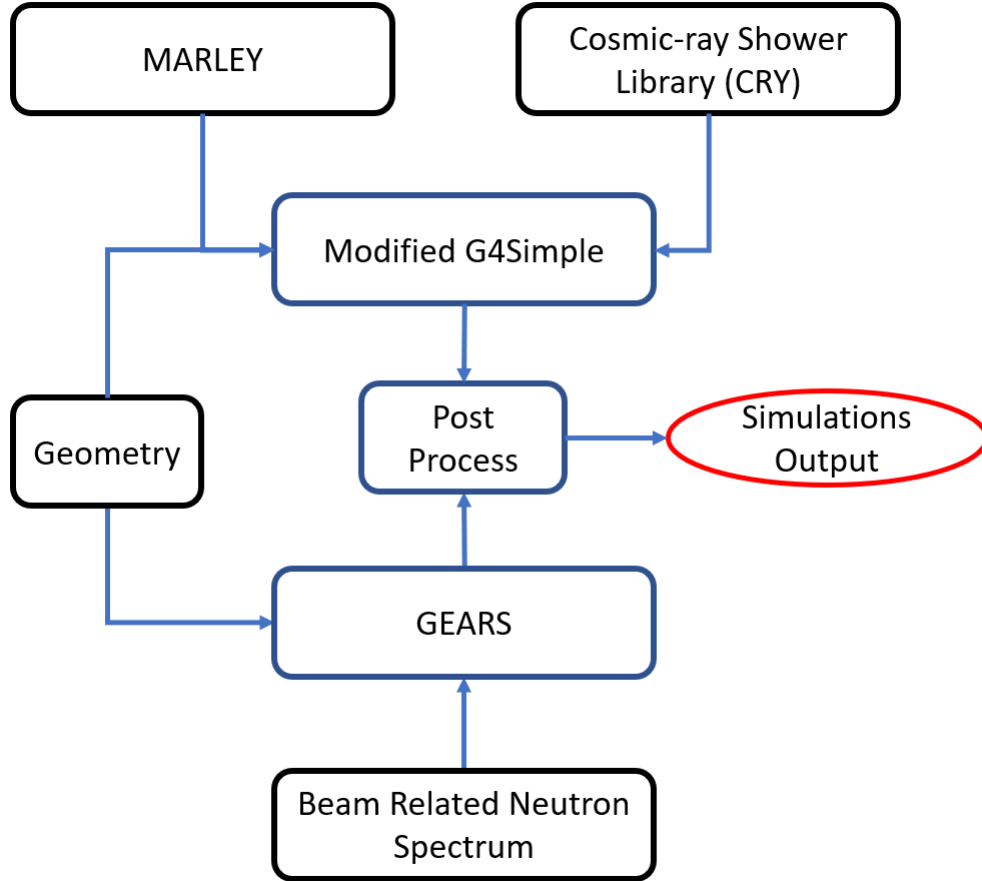 MARLEY
Cosmic-ray Shower
Library (CRY)
Modified G4Simple
Geometry
Post
Process
Simulations
Output
GEARS
Beam Related Neutron
Spectrum